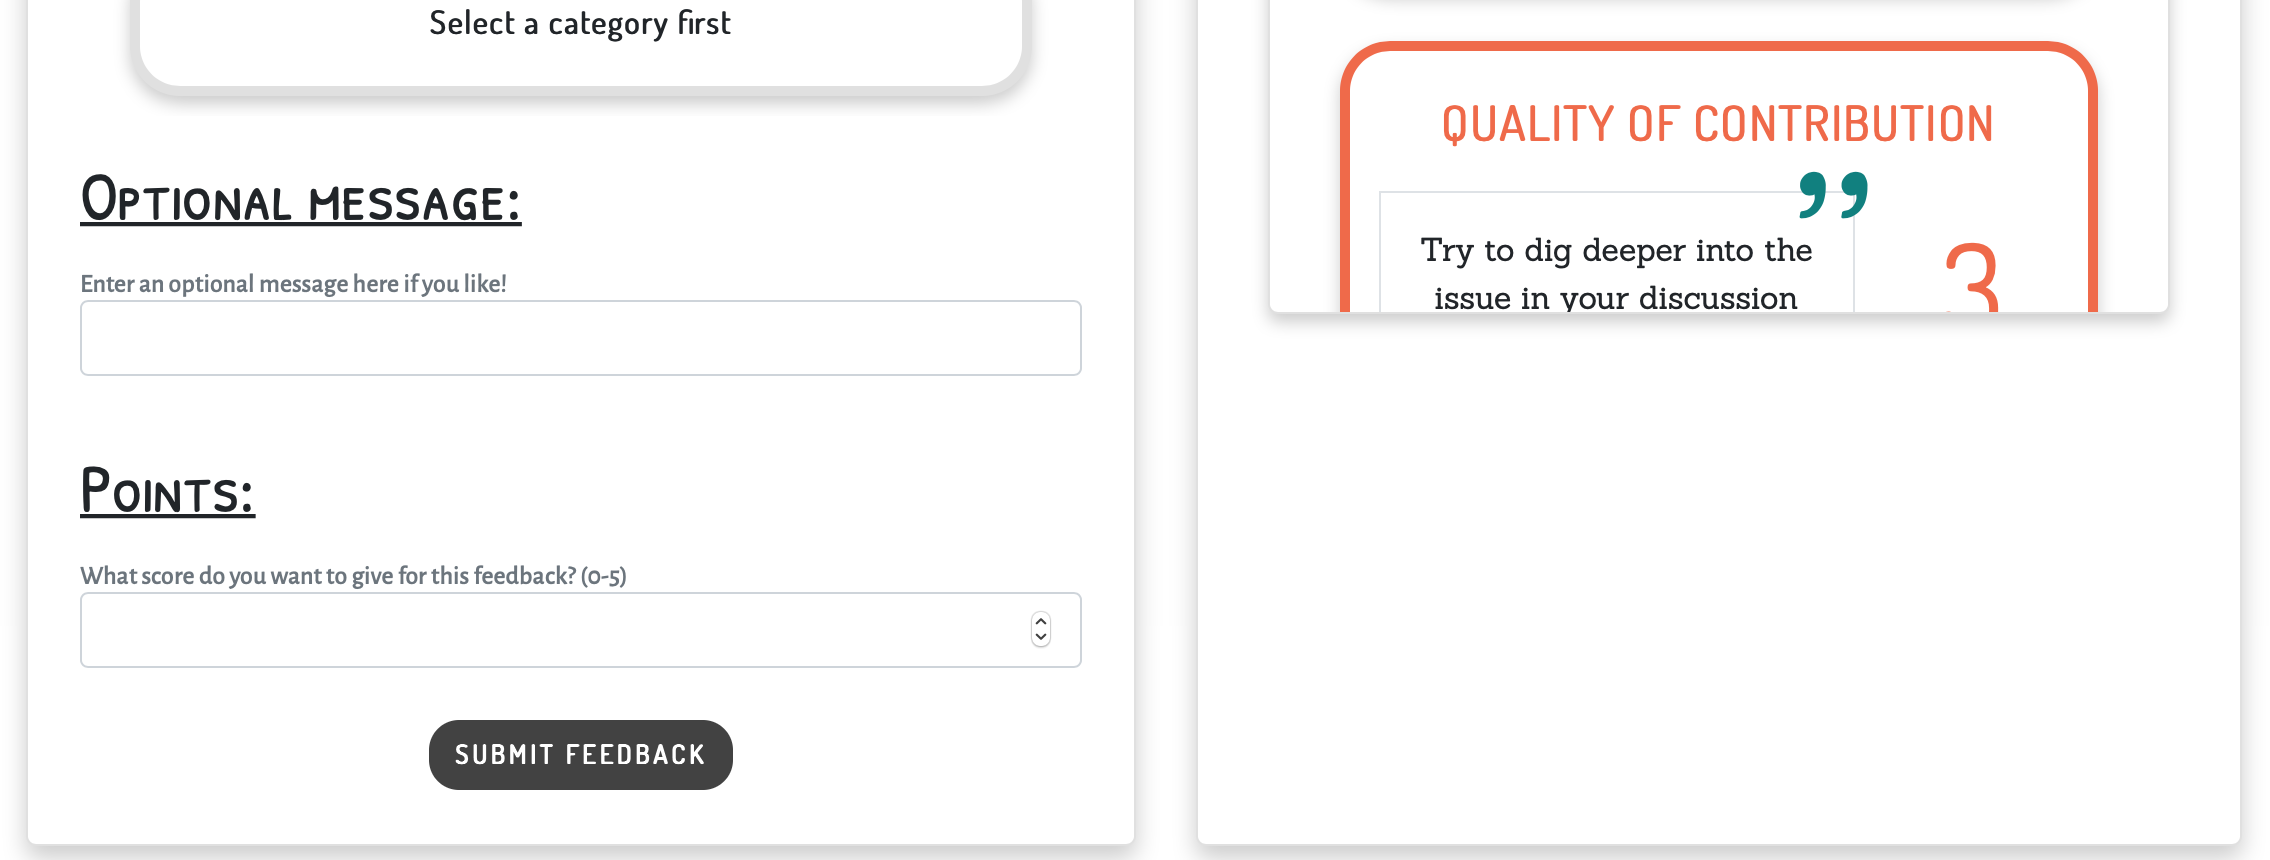 Select a category first
Optional message:
Enter an optional message here if you like!
Points:
What score do you want to give for this feedback? (0-5)
SUBMIT FEEDBACK
QUALITY OF CONTRIBUTION
”
Try to dig deeper into the
issue in your discussion
3